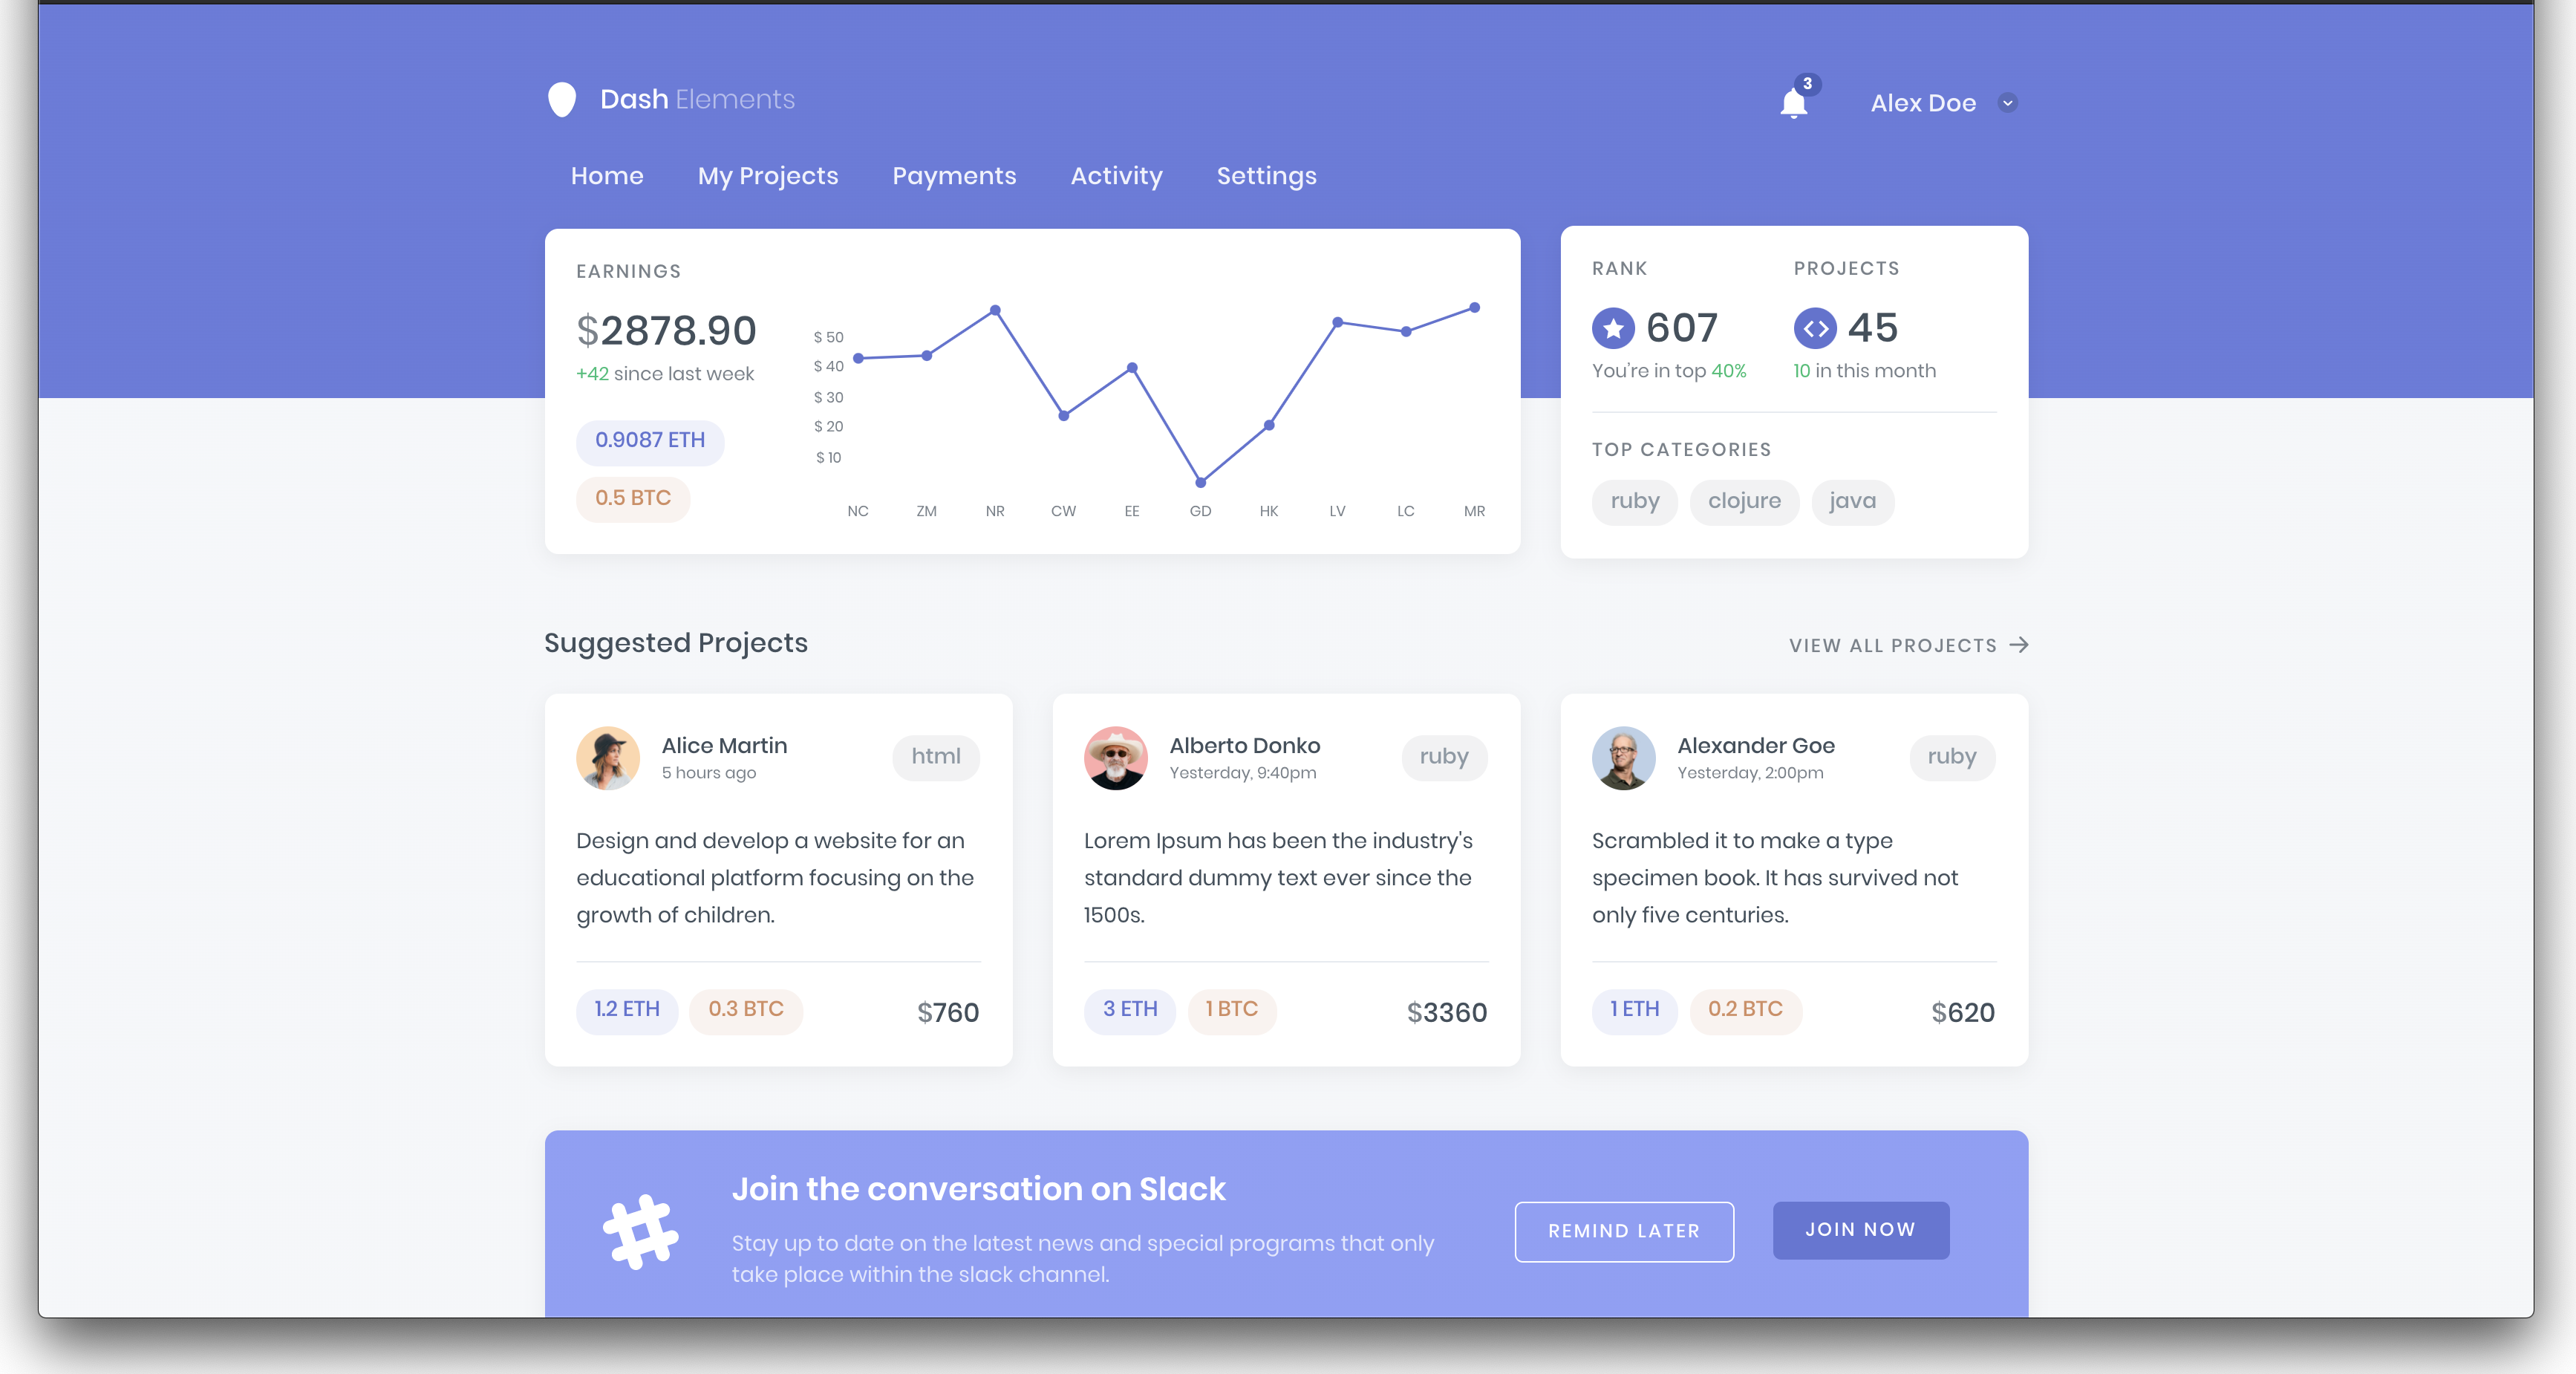 Dash Elements
3
Alex Doe
Home My Projects Payments Activity Settings
EARNINGS
$2878.90
+42 since last week
0.9087 ETH
0.5 BTC
$ 50
$ 40
$ 30
$ 20
$ 10
NC ZM NR CW EE GD HK LV LC MR
RANK
607
You're in top 40%
PROJECTS
45
10 in this month
TOP CATEGORIES
ruby clojure java
Suggested Projects
VIEW ALL PROJECTS
Alice Martin
5 hours ago
html
Design and develop a website for an
educational platform focusing on the
growth of children.
1.2 ETH 0.3 BTC $760
Alberto Donko
Yesterday, 9:40pm
ruby
Lorem Ipsum has been the industry's
standard dummy text ever since the
1500s.
3 ETH 1 BTC $3360
Alexander Goe
Yesterday, 2:00pm
ruby
Scrambled it to make a type
specimen book. It has survived not
only five centuries.
1 ETH 0.2 BTC $620
Join the conversation on Slack
Stay up to date on the latest news and special programs that only
take place within the slack channel.
REMIND LATER
JOIN NOW